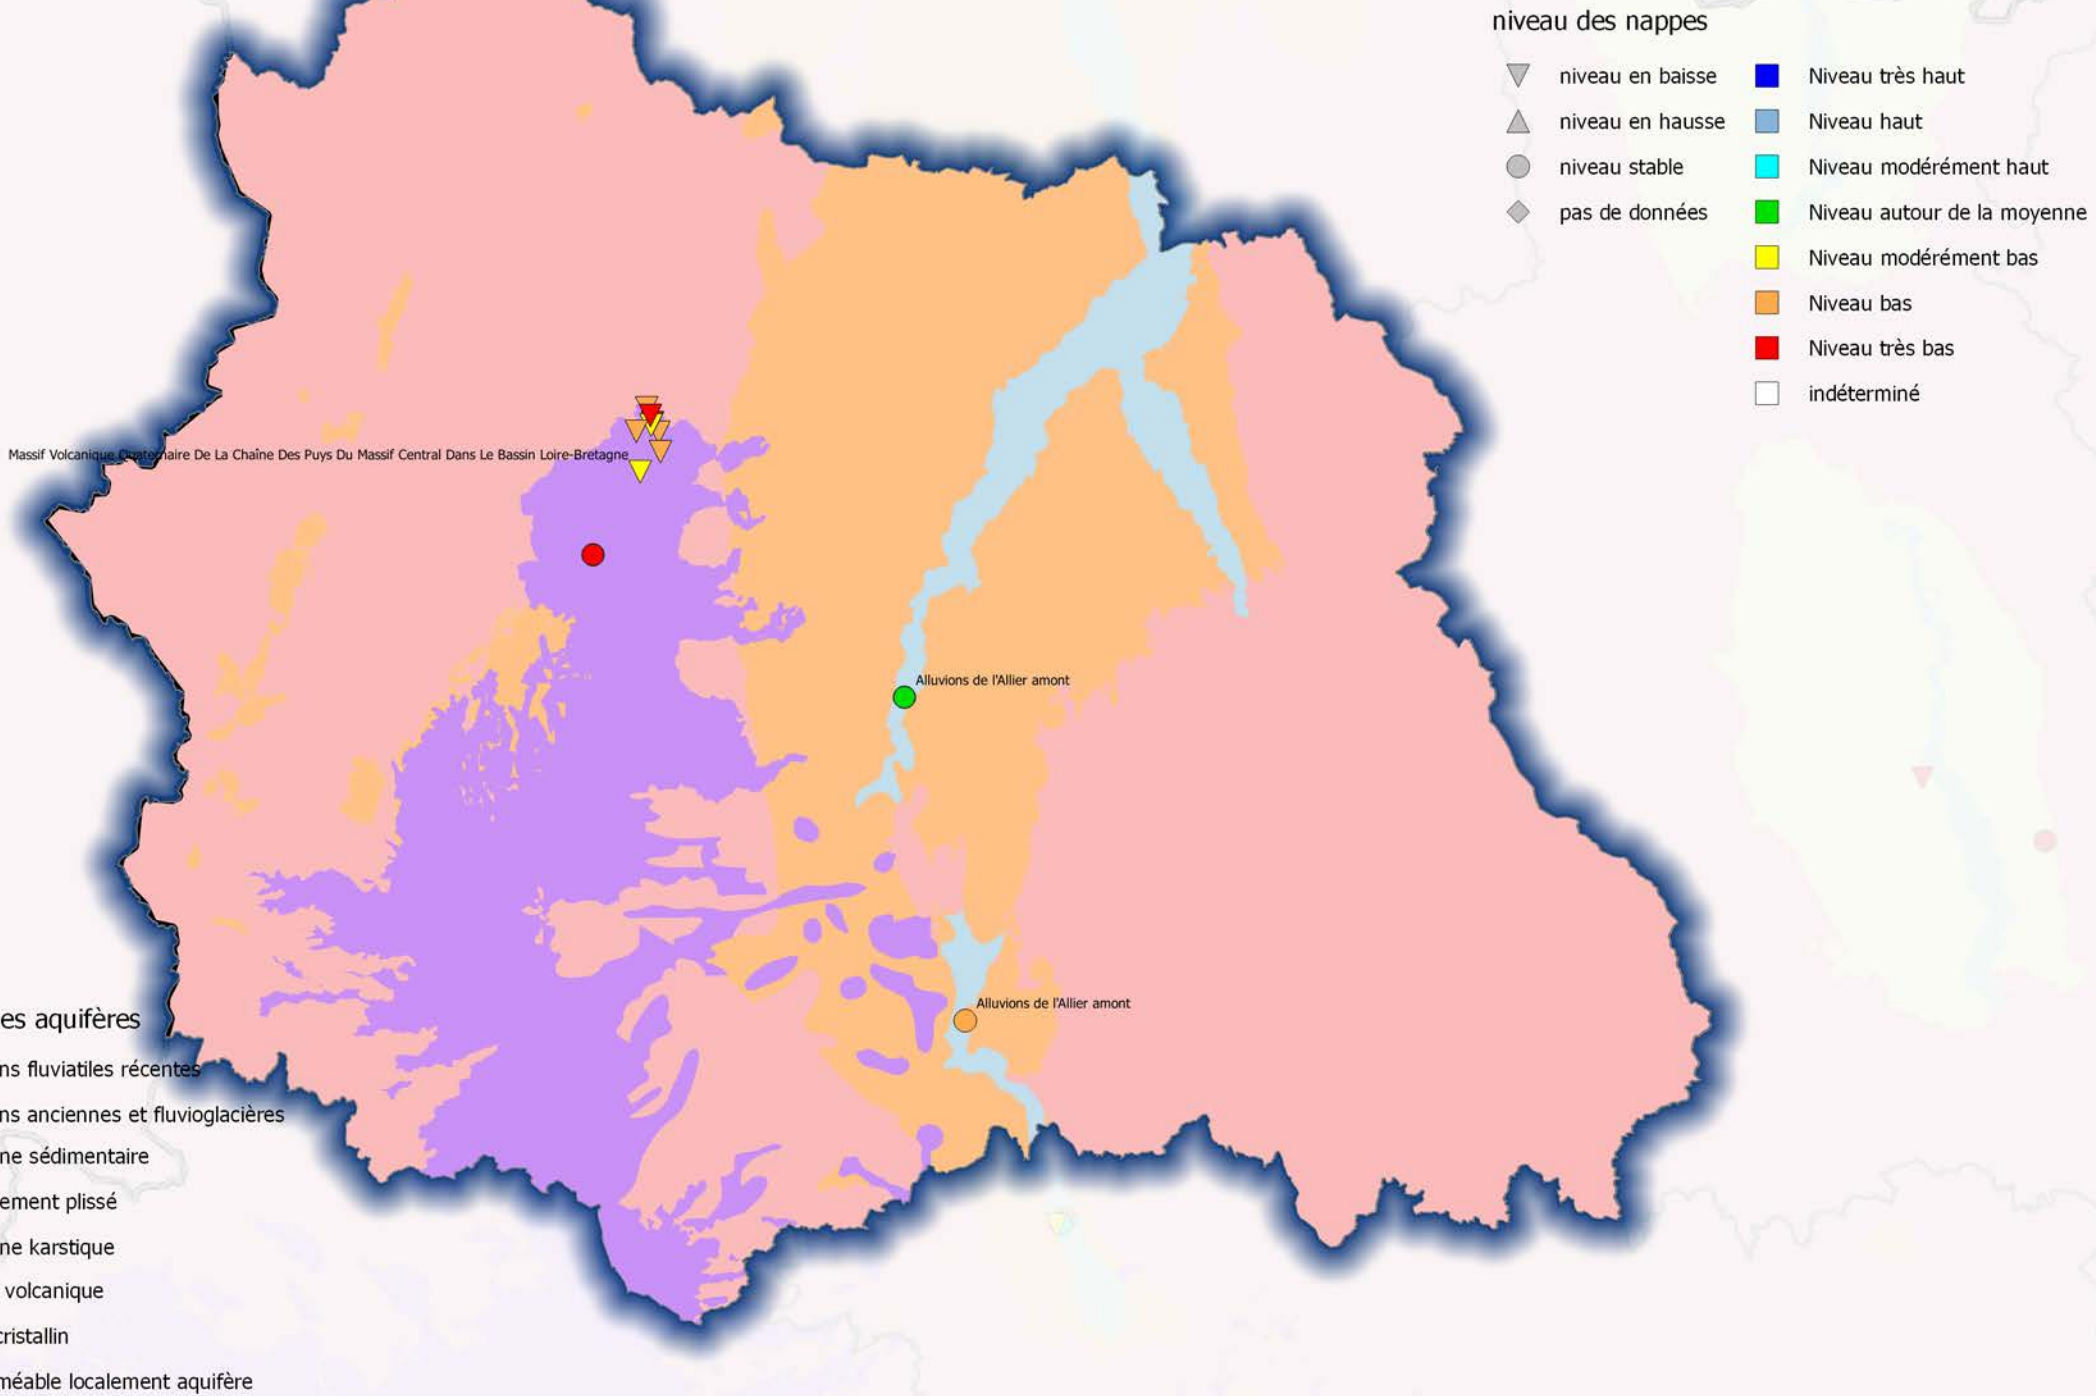 niveau des nappes
niveau en baisse
niveau en hausse
niveau stable
pas de données
Niveau très haut
Niveau haut
Niveau modérément haut
Niveau autour de la moyenne
Niveau modérément bas
Niveau bas
Niveau très bas
indéterminé
Massif Volcanique Quaternaire De La Chaîne Des Puys Du Massif Central Dans Le Bassin Loire-Bretagne
Alluvions de l'Allier amont
Alluvions de l'Allier amont
es aquifères
ns fluviatiles récentes
ns anciennes et fluvioglacières
ne sédimentaire
ement plissé
ne karstique
volcanique
cristallin
méable localement aquifère